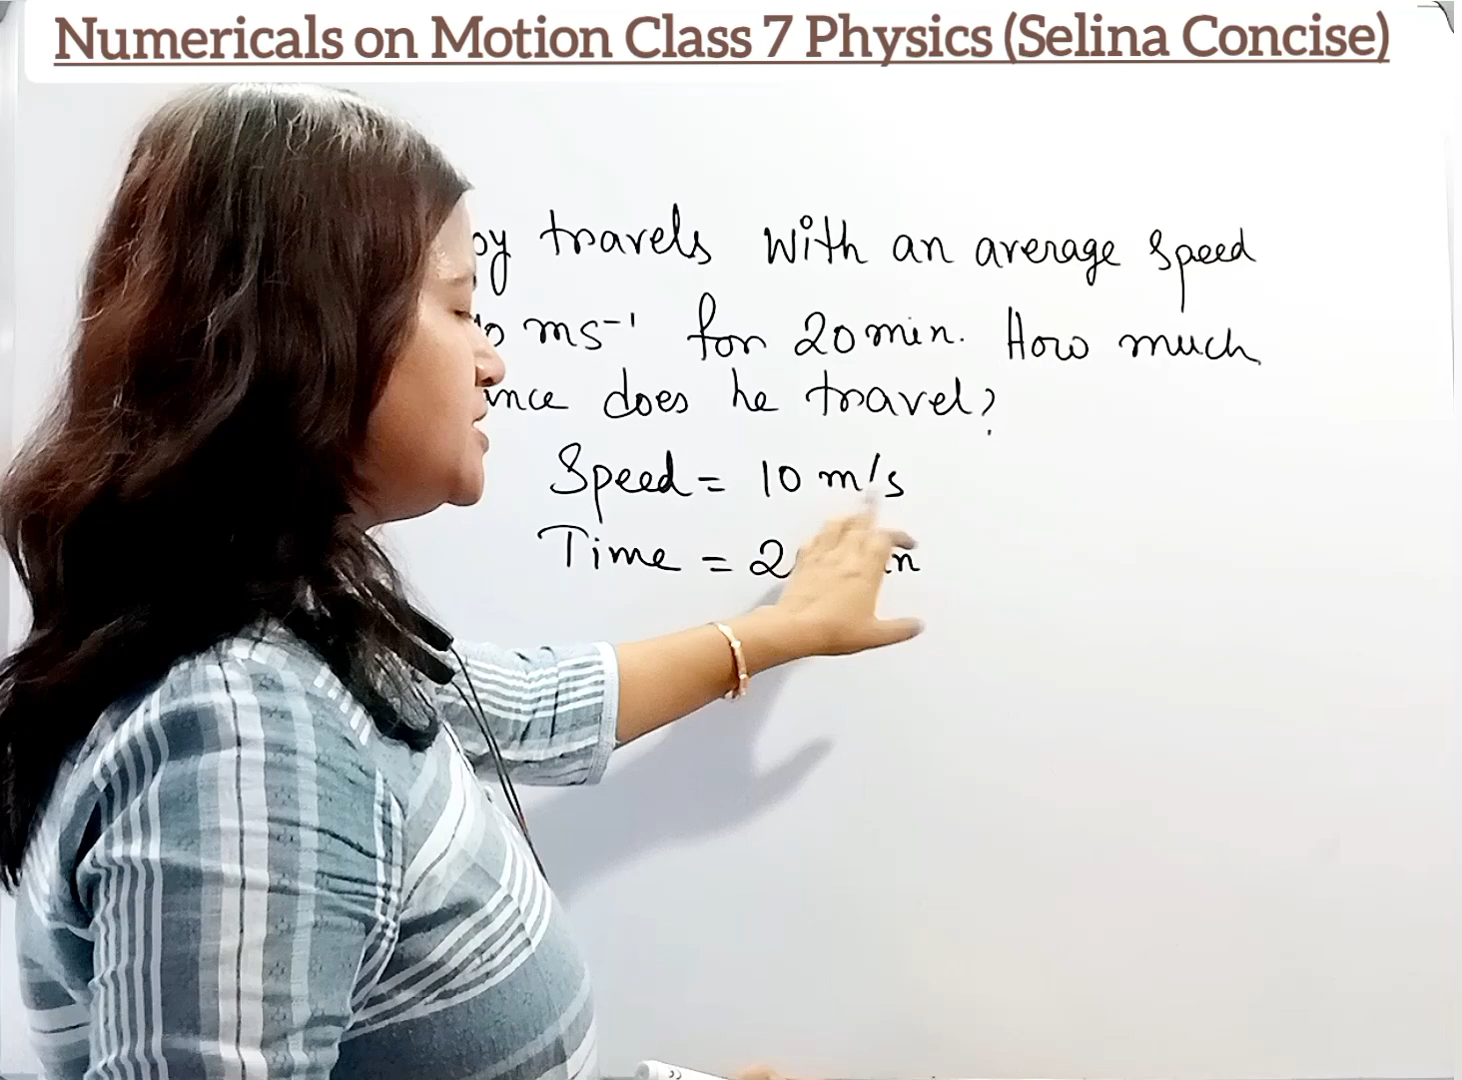 Numericals on Motion Class 7 Physics (Selina Concise)
travels with an average speed
ms⁻¹ for 20 min. How much
does he travel?
Speed = 10 m/s
Time =